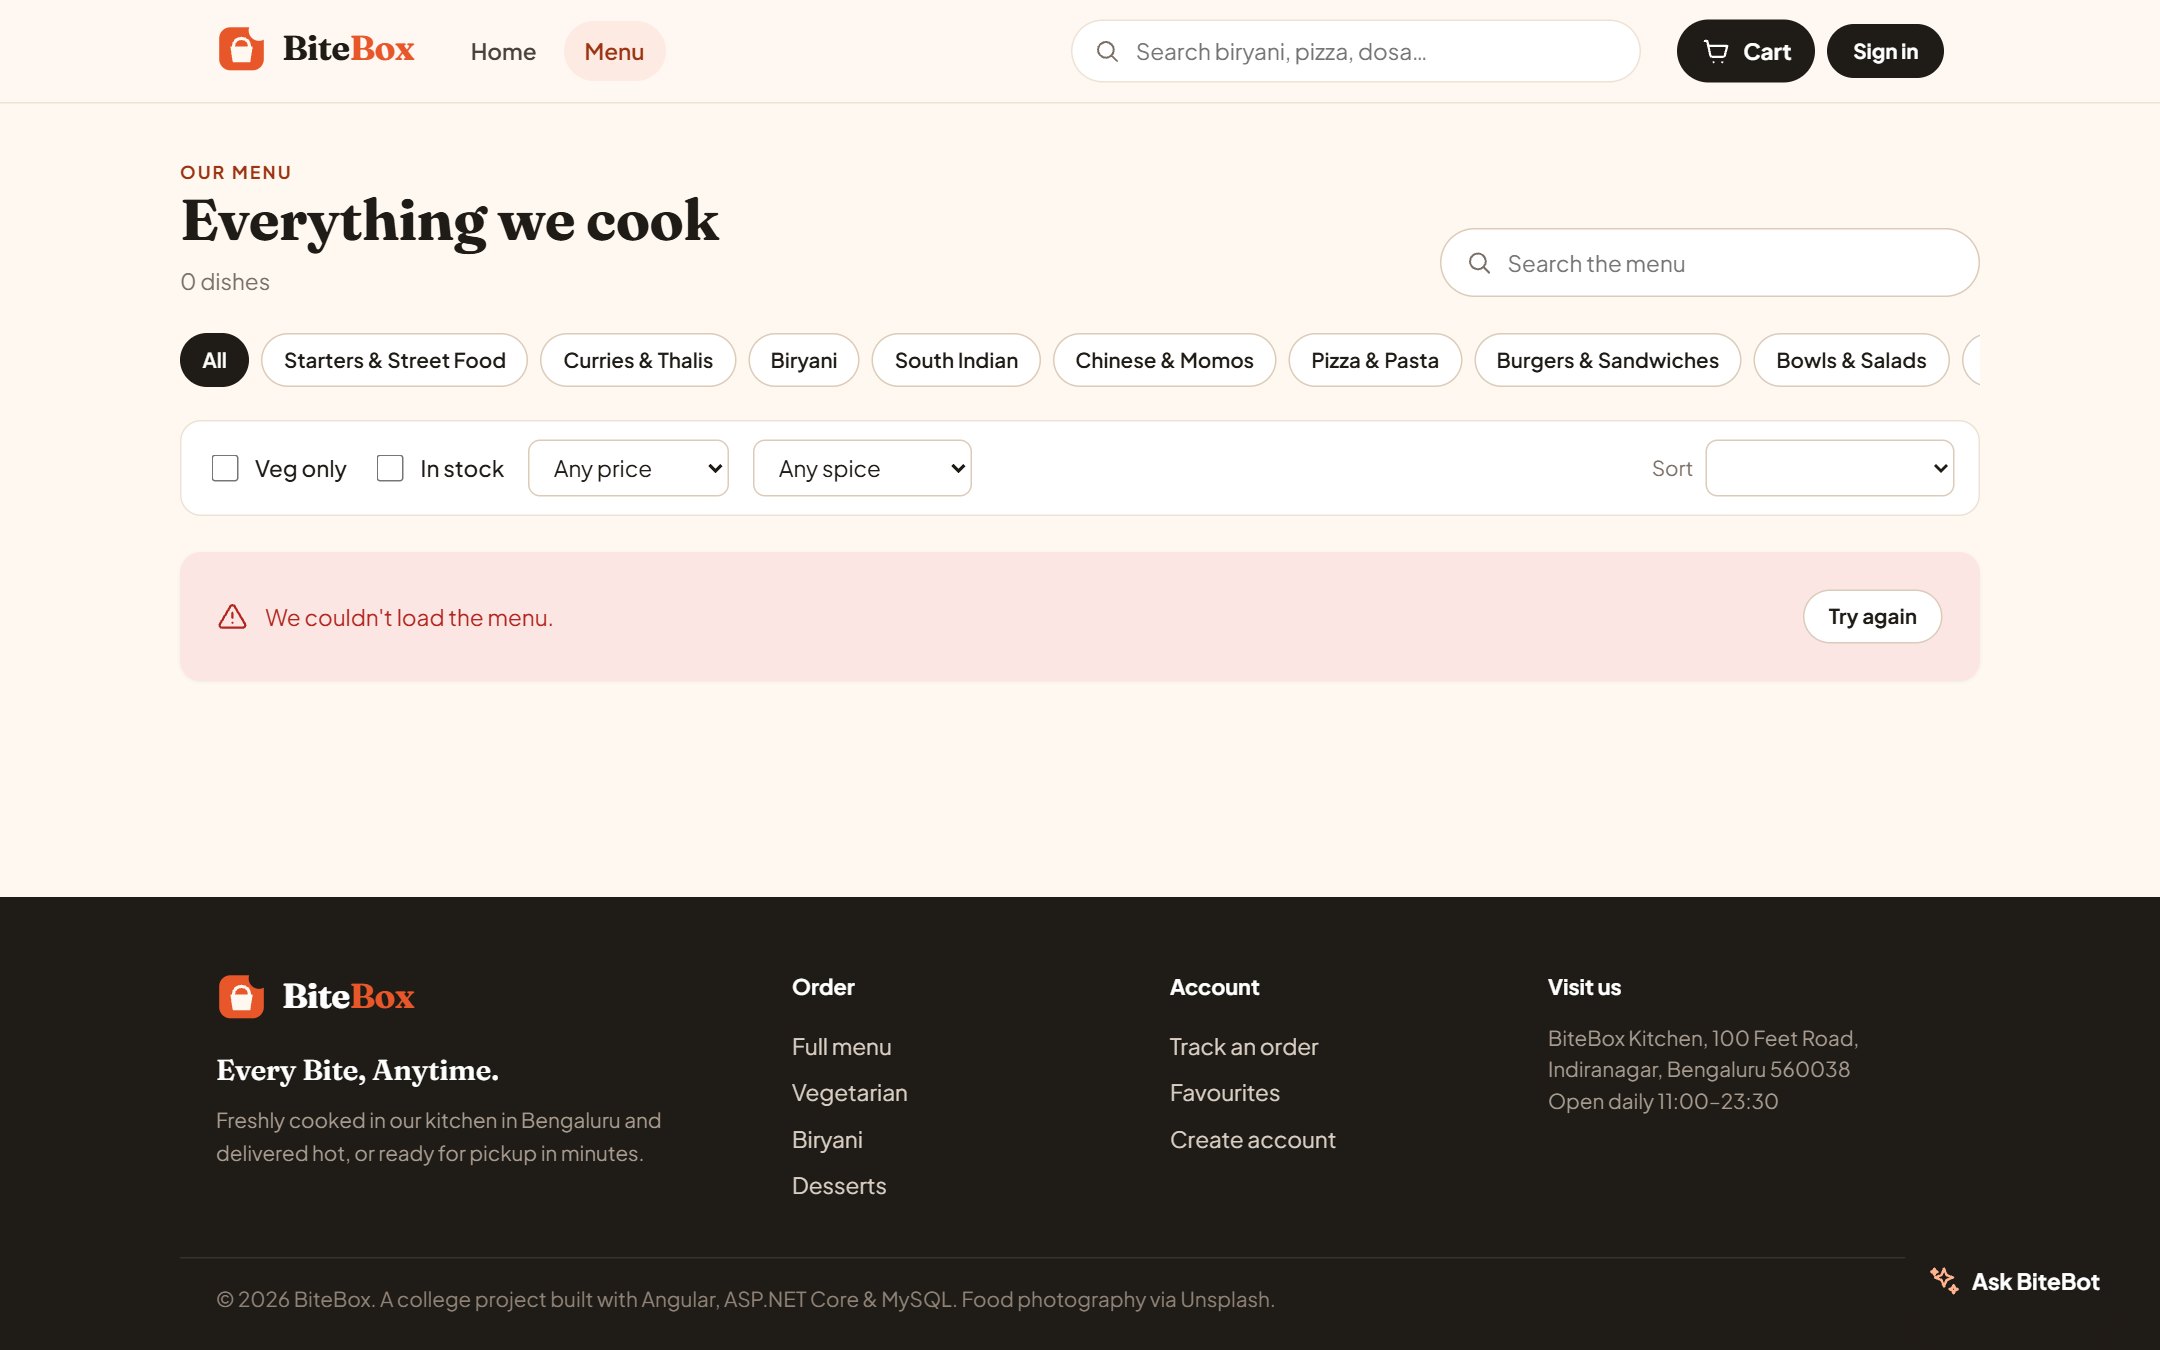 BiteBox
Home
Menu
Search biryani, pizza, dosa...
Cart
Sign in
OUR MENU
Everything we cook
0 dishes
Search the menu
All
Starters & Street Food
Curries & Thalis
Biryani
South Indian
Chinese & Momos
Pizza & Pasta
Burgers & Sandwiches
Bowls & Salads
Veg only
In stock
Any price
Any spice
Sort
We couldn't load the menu.
Try again
BiteBox
Every Bite, Anytime.
Freshly cooked in our kitchen in Bengaluru and
delivered hot, or ready for pickup in minutes.
Order
Full menu
Vegetarian
Biryani
Desserts
Account
Track an order
Favourites
Create account
Visit us
BiteBox Kitchen, 100 Feet Road,
Indiranagar, Bengaluru 560038
Open daily 11:00–23:30
© 2026 BiteBox. A college project built with Angular, ASP.NET Core & MySQL. Food photography via Unsplash.
Ask BiteBot